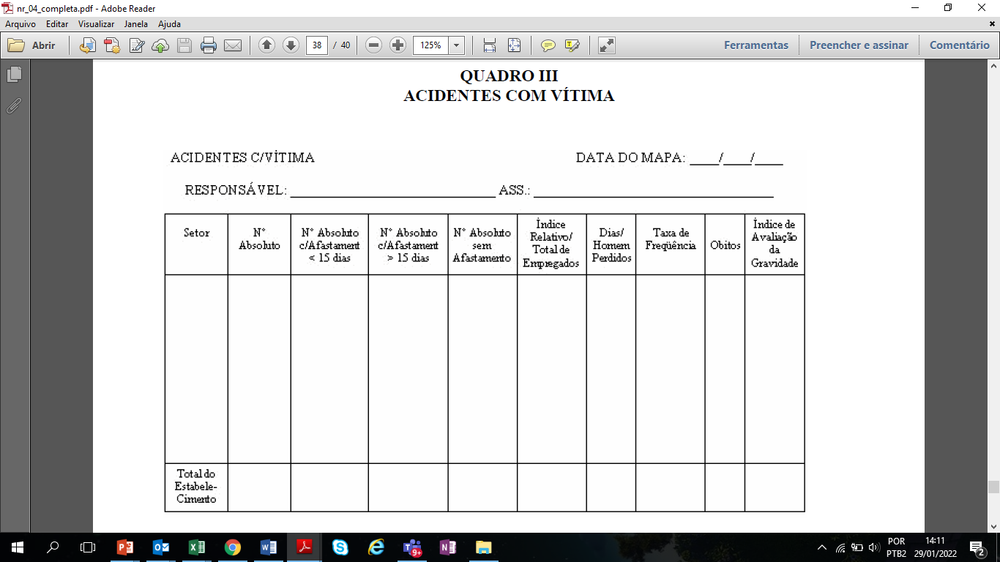 nr_04_completa.pdf - Adobe Reader
Arquivo Editar Visualizar Janela Ajuda
Abrir 38 / 40 125% Ferramentas Preencher e assinar Comentário
QUADRO III
ACIDENTES COM VÍTIMA
ACIDENTES C/VÍTIMA DATA DO MAPA: ____/____/____
RESPONSÁVEL: ____________________________ ASS.: _________________________________
Setor
N° Absoluto
N° Absoluto
c/Afastament
< 15 dias
N° Absoluto
c/Afastament
> 15 dias
N° Absoluto
sem
Afastamento
Índice
Relativo/
Total de
Empregados
Dias/
Homem
Perdidos
Taxa de
Freqüência
Obitos
Índice de
Avaliação
da
Gravidade
Total do
Estabele-
Cimento
9+
POR
PTB2
14:11
29/01/2022
2